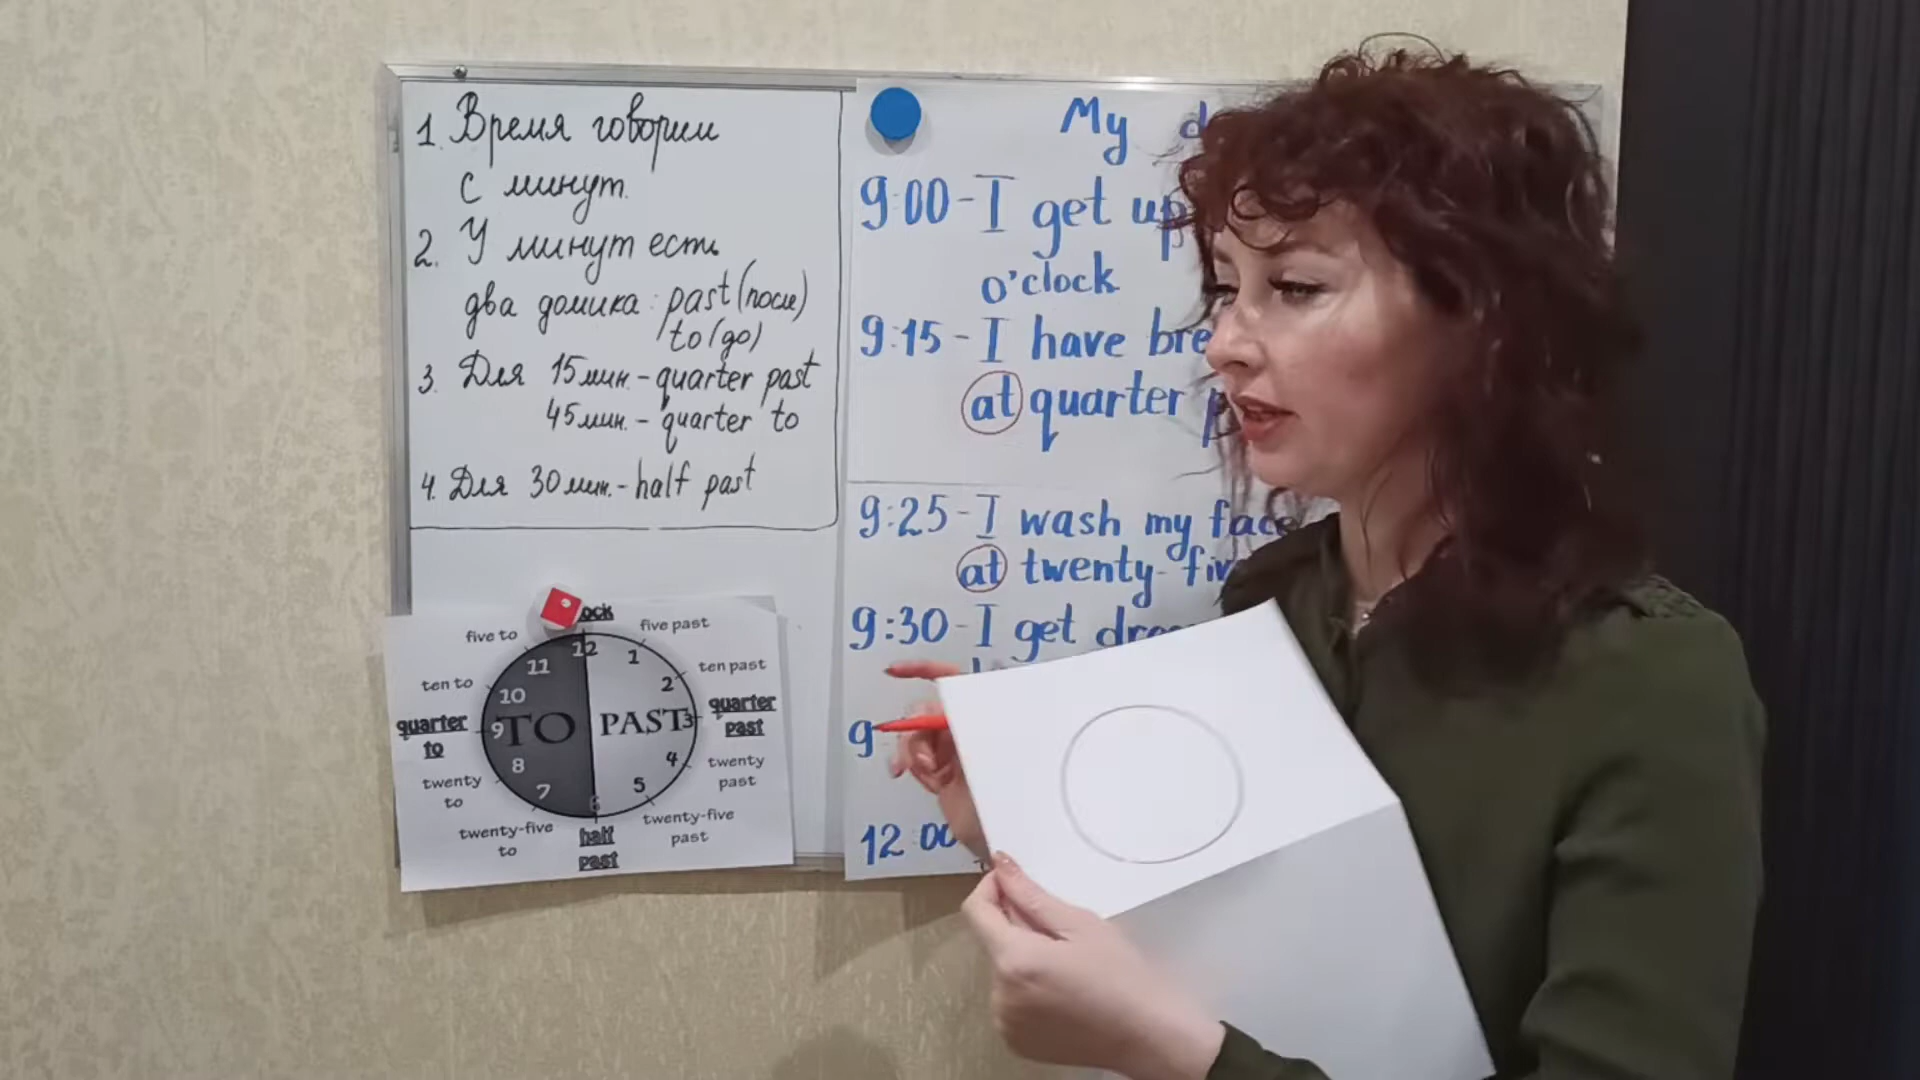 1. Время говорим
с минут.
2. У минут есть
два домика: past (после)
to (до)
3. Для 15 мин. - quarter past
45 мин. - quarter to
4. Для 30 мин. - half past
five to
five past
ten to
ten past
quarter
to
quarter
past
twenty
to
twenty
past
twenty-five
to
twenty-five
past
half
past
12
1
2
3
4
5
6
7
8
9
10
11
TO
PAST
My
9:00 - I get up
o'clock
9:15 - I have
at quarter
9:25 - I wash my face
at twenty-
9:30 - I get
12:00